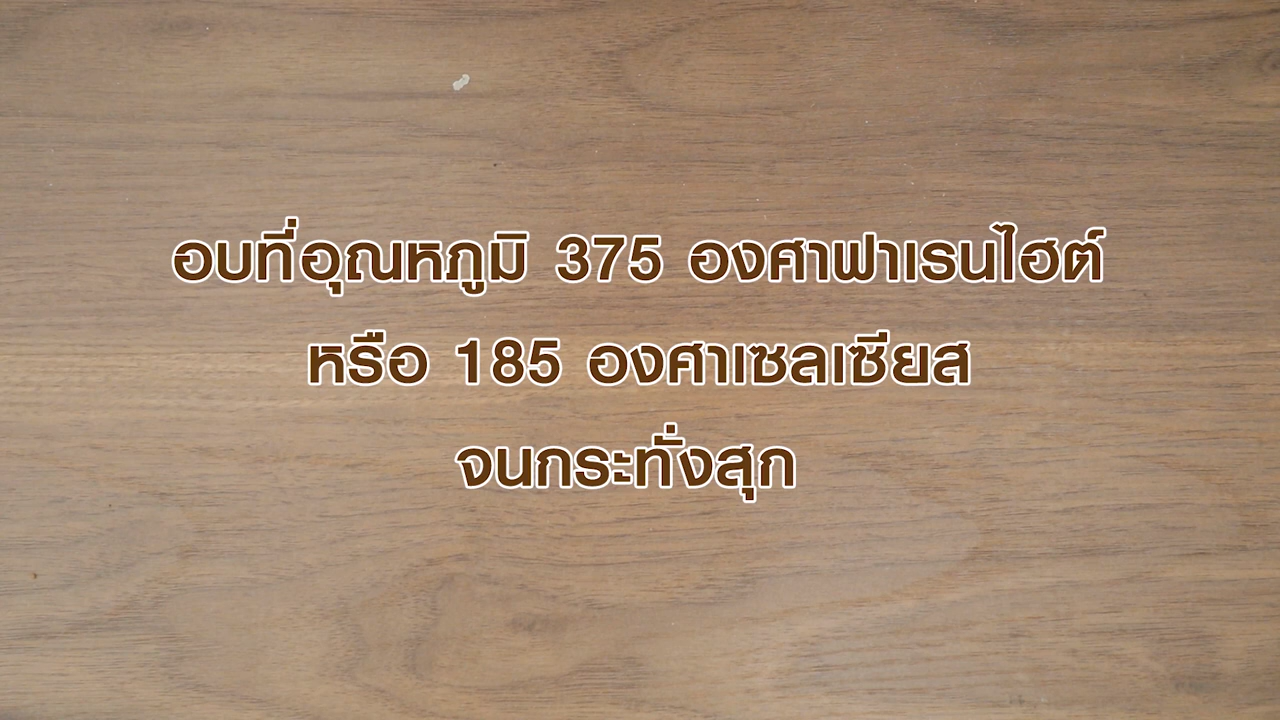 อบที่อุณหภูมิ 375 องศาฟาเรนไฮต์
หรือ 185 องศาเซลเซียส
จนกระทั่งสุก